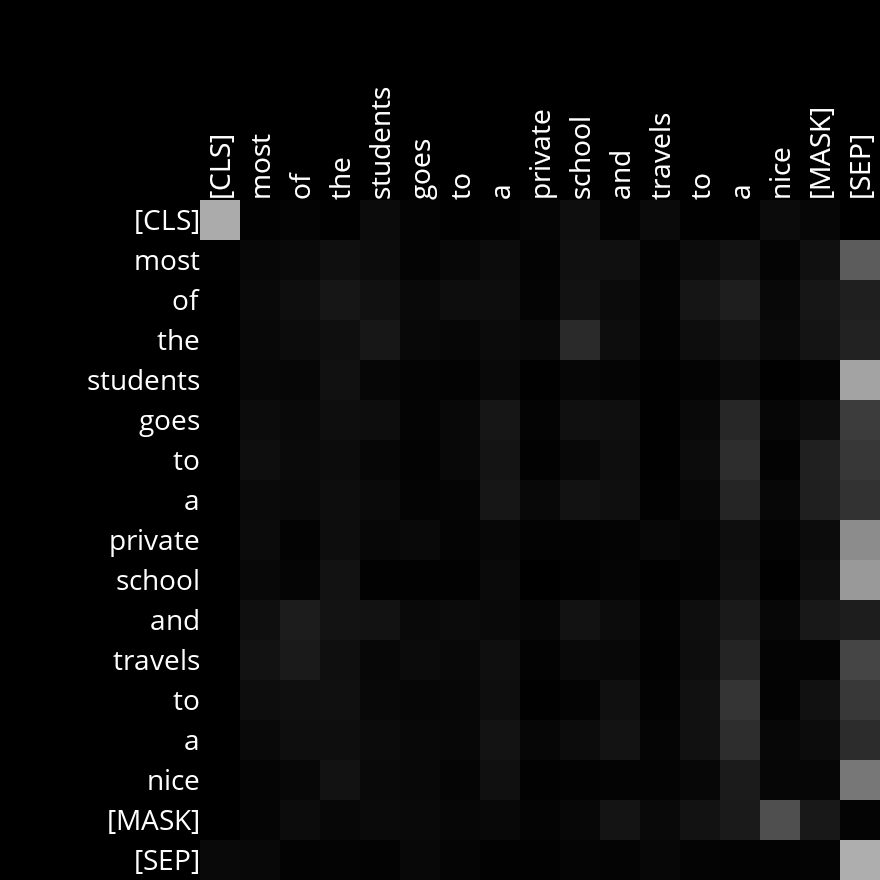 [CLS] most of the students goes to a private school and travels to a nice [MASK] [SEP]
[CLS]
most
of
the
students
goes
to
a
private
school
and
travels
to
a
nice
[MASK]
[SEP]